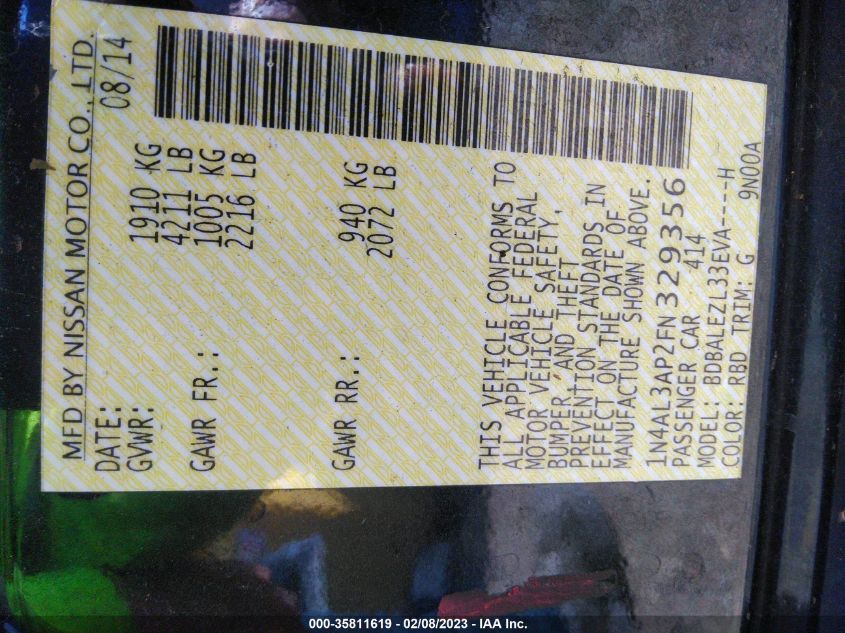 MFD BY NISSAN MOTOR CO., LTD.
DATE: 08/14
GVWR: 1910 KG
4211 LB
GAWR FR.: 1005 KG
2216 LB
GAWR RR.: 940 KG
2072 LB
THIS VEHICLE CONFORMS TO
ALL APPLICABLE FEDERAL
MOTOR VEHICLE SAFETY,
BUMPER, AND THEFT
PREVENTION STANDARDS IN
EFFECT ON THE DATE OF
MANUFACTURE SHOWN ABOVE.
1N4AL3AP2FN329356
PASSENGER CAR 414
MODEL: BDBALEZL33EVA----H
COLOR: RBD TRIM: G 9N00A
000-35811619 - 02/08/2023 - IAA Inc.